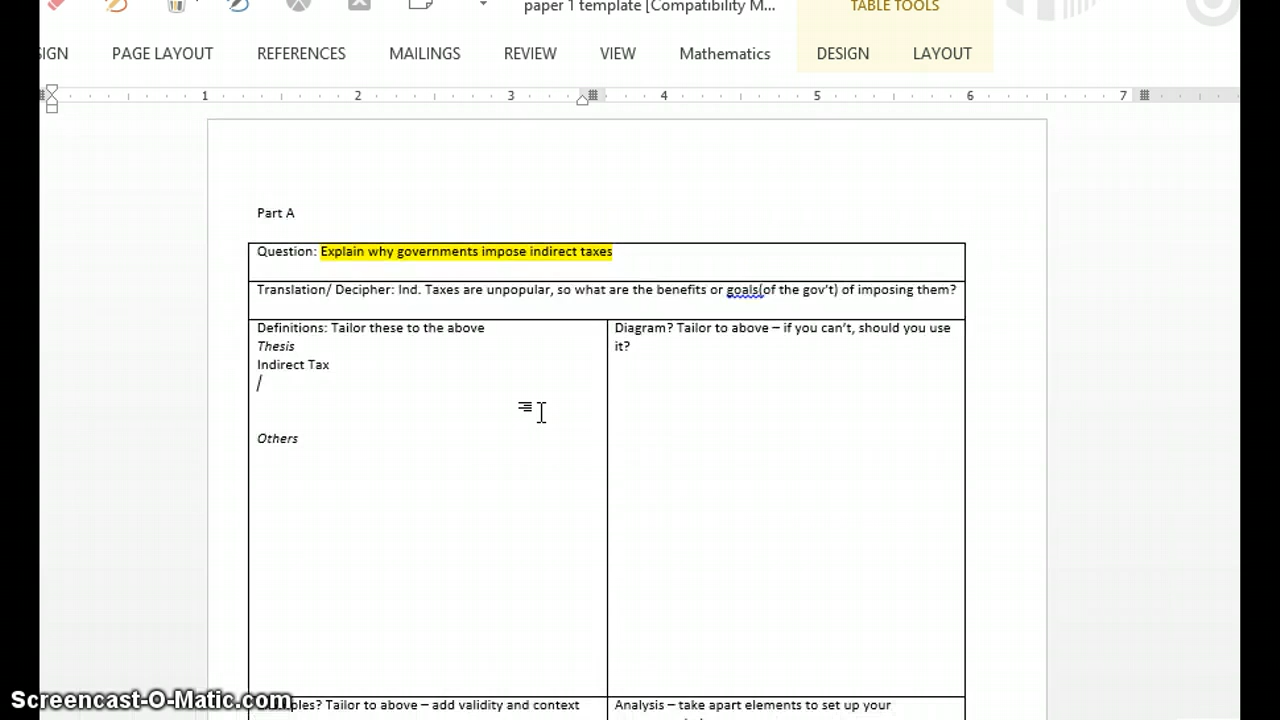 paper 1 template [Compatibility M...
TABLE TOOLS
PAGE LAYOUT REFERENCES MAILINGS REVIEW VIEW Mathematics DESIGN LAYOUT
1 2 3 4 5 6 7
Part A
Question: Explain why governments impose indirect taxes
Translation/ Decipher: Ind. Taxes are unpopular, so what are the benefits or goals(of the gov't) of imposing them?
Definitions: Tailor these to the above
Thesis
Indirect Tax
Others
Diagram? Tailor to above – if you can't, should you use
it?
Tailor to above – add validity and context
Analysis – take apart elements to set up your
Screencast-O-Matic.com